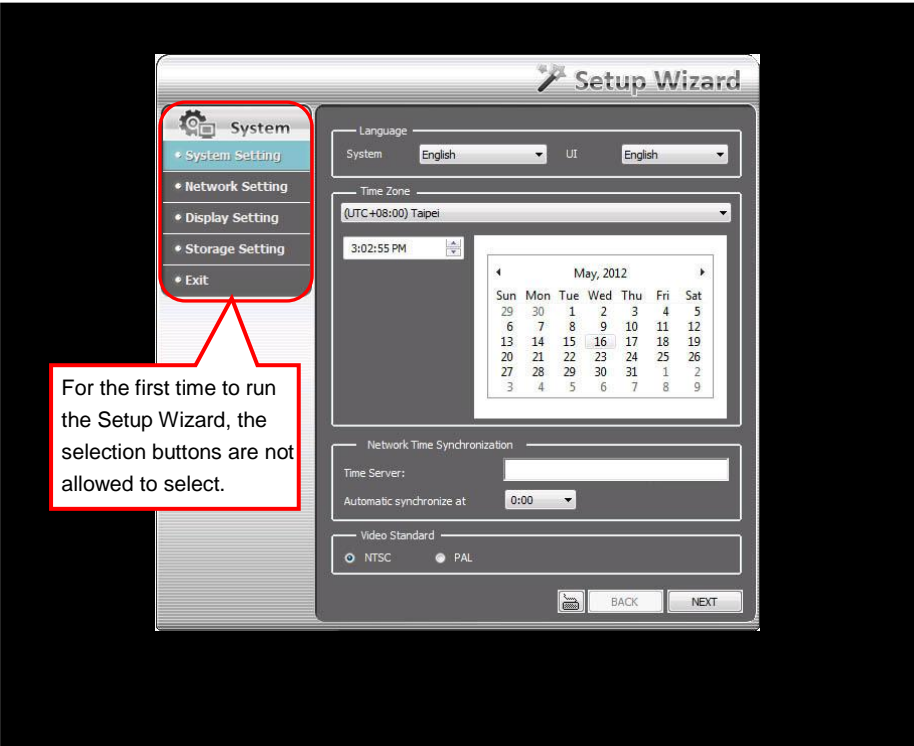 Setup Wizard
System
System Setting
Network Setting
Display Setting
Storage Setting
Exit
For the first time to run
the Setup Wizard, the
selection buttons are not
allowed to select.
Language
System English UI English
Time Zone
(UTC+08:00) Taipei
3:02:55 PM
May, 2012
Sun Mon Tue Wed Thu Fri Sat
29 30 1 2 3 4 5
6 7 8 9 10 11 12
13 14 15 16 17 18 19
20 21 22 23 24 25 26
27 28 29 30 31 1 2
3 4 5 6 7 8 9
Network Time Synchronization
Time Server:
Automatic synchronize at 0:00
Video Standard
NTSC PAL
BACK NEXT